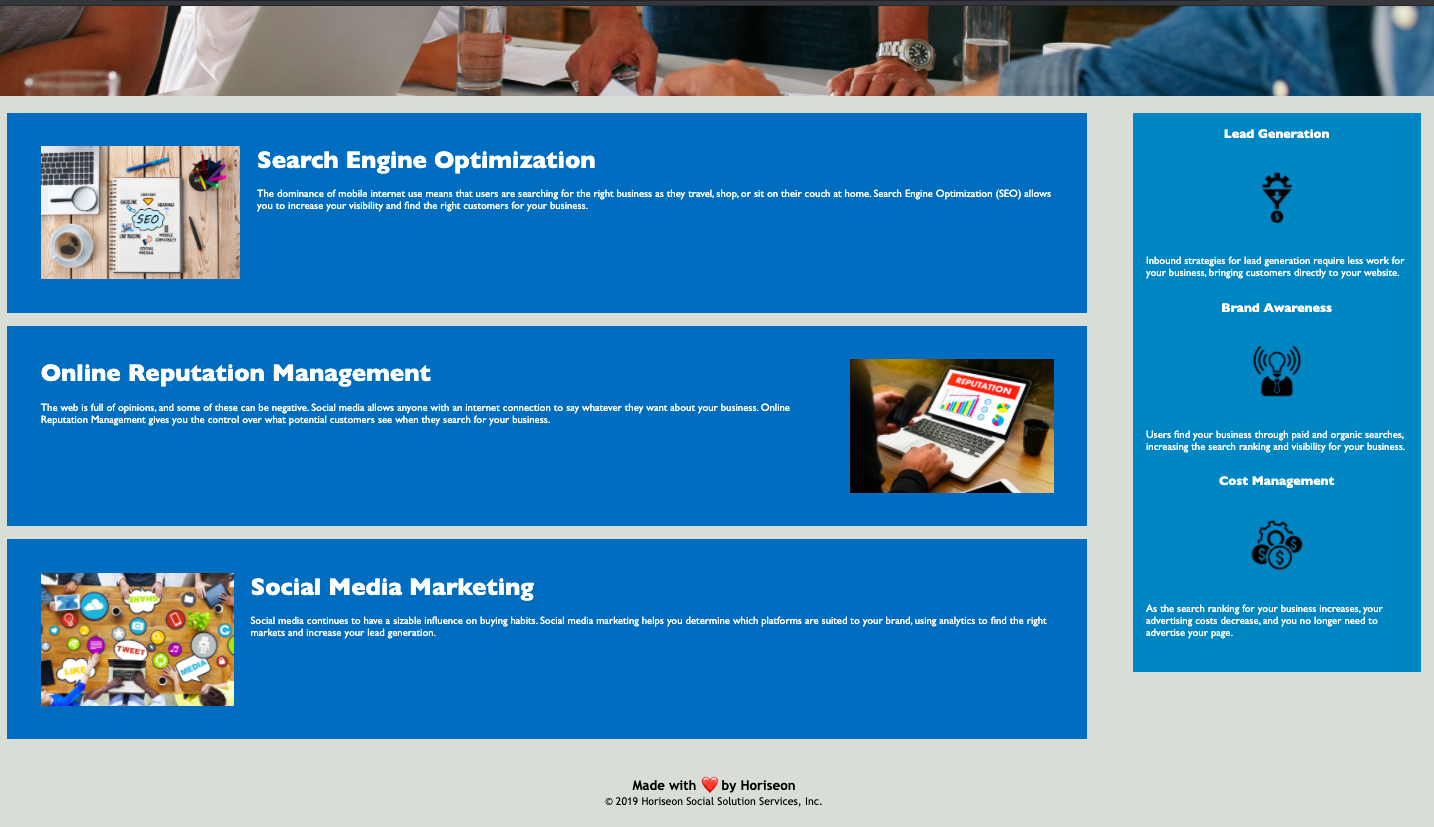 Search Engine Optimization
The dominance of mobile internet use means that users are searching for the right business as they travel, shop, or sit on their couch at home. Search Engine Optimization (SEO) allows
you to increase your visibility and find the right customers for your business.
SEO
Online Reputation Management
The web is full of opinions, and some of these can be negative. Social media allows anyone with an internet connection to say whatever they want about your business. Online
Reputation Management gives you the control over what potential customers see when they search for your business.
REPUTATION
Social Media Marketing
Social media continues to have a sizable influence on buying habits. Social media marketing helps you determine which platforms are suited to your brand, using analytics to find the right
markets and increase your lead generation.
SHARE
TWEET
LIKE
MEDIA
Lead Generation
Inbound strategies for lead generation require less work for
your business, bringing customers directly to your website.
Brand Awareness
Users find your business through paid and organic searches,
increasing the search ranking and visibility for your business.
Cost Management
As the search ranking for your business increases, your
advertising costs decrease, and you no longer need to
advertise your page.
Made with ❤️ by Horiseon
© 2019 Horiseon Social Solution Services, Inc.